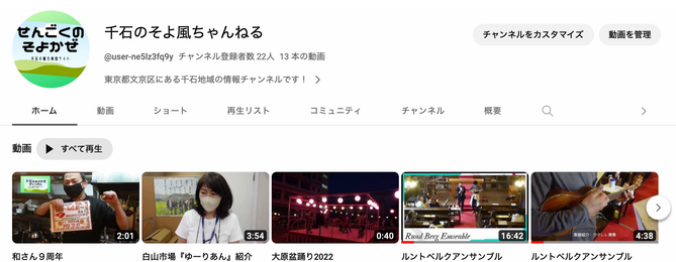 せんごくの
そよかぜ
千石のそよ風ちゃんねる
@user-ne5lz3fq9y チャンネル登録者数 22人 13 本の動画
東京都文京区にある千石地域の情報チャンネルです！
チャンネルをカスタマイズ
動画を管理
ホーム 動画 ショート 再生リスト コミュニティ チャンネル 概要
動画 すべて再生
2:01
3:54
0:40
Rund Berg Ensemble
16:42
4:38
和さん９周年
白山市場『ゆーりあん』紹介
大原盆踊り2022
ルントベルクアンサンブル
ルントベルクアンサンブル